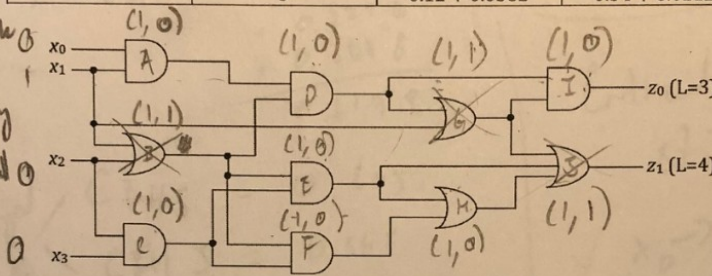 (1,0)
0 x₀ A (1,0) (1,1) (1,0)
1 x₁ D I z₀ (L=3)
(1,1) G
B
0 x₂ (1,0) E J z₁ (L=4)
(1,0) (1,0) H (1,1)
C F (1,0)
0 x₃